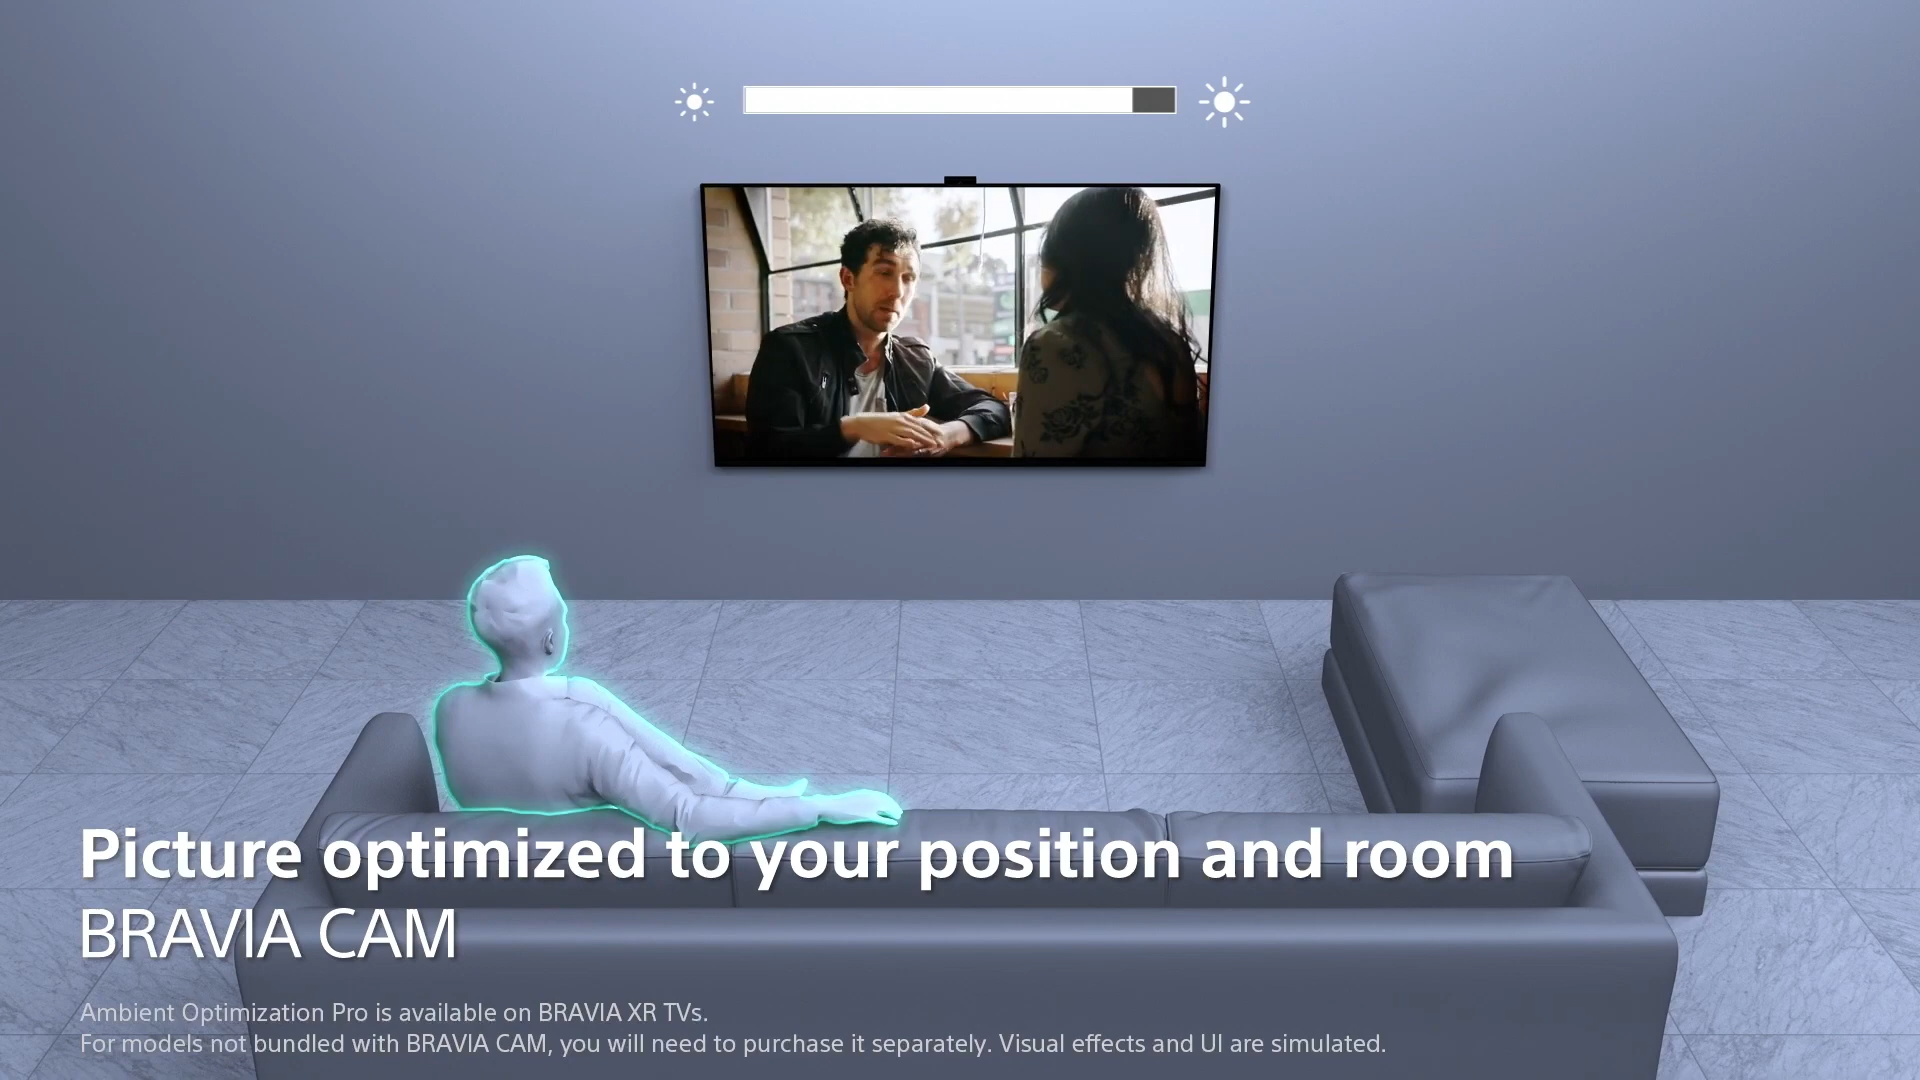 Picture optimized to your position and room
BRAVIA CAM
Ambient Optimization Pro is available on BRAVIA XR TVs.
For models not bundled with BRAVIA CAM, you will need to purchase it separately. Visual effects and UI are simulated.